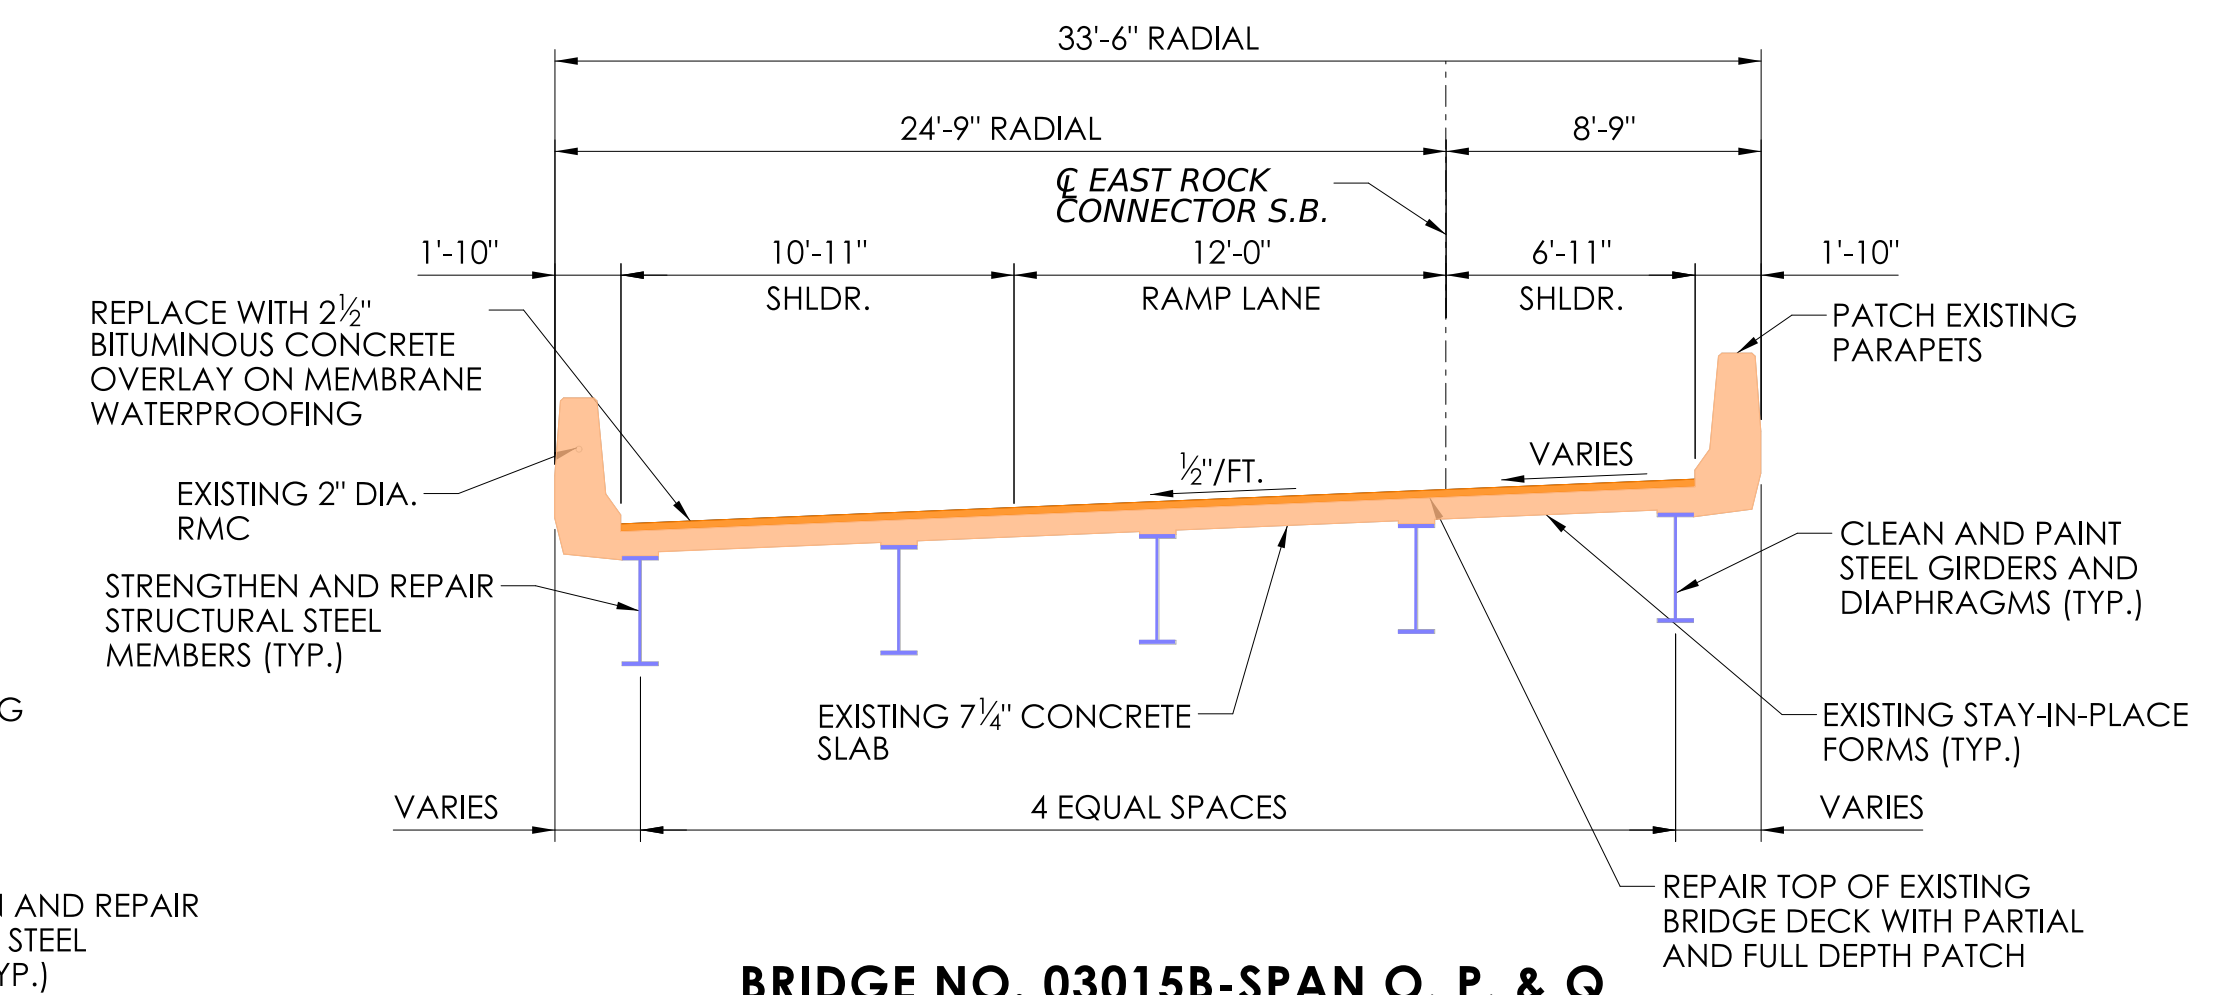 33'-6" RADIAL
24'-9" RADIAL
8'-9"
℄ EAST ROCK
CONNECTOR S.B.
1'-10"
10'-11"
12'-0"
6'-11"
1'-10"
SHLDR.
RAMP LANE
SHLDR.
REPLACE WITH 2½"
BITUMINOUS CONCRETE
OVERLAY ON MEMBRANE
WATERPROOFING
PATCH EXISTING
PARAPETS
½"/FT.
VARIES
EXISTING 2" DIA.
RMC
CLEAN AND PAINT
STEEL GIRDERS AND
DIAPHRAGMS (TYP.)
STRENGTHEN AND REPAIR
STRUCTURAL STEEL
MEMBERS (TYP.)
G
EXISTING 7¼" CONCRETE
SLAB
EXISTING STAY-IN-PLACE
FORMS (TYP.)
VARIES
4 EQUAL SPACES
VARIES
AND REPAIR
STEEL
YP.)
REPAIR TOP OF EXISTING
BRIDGE DECK WITH PARTIAL
AND FULL DEPTH PATCH
BRIDGE NO. 03015B-SPAN O, P, & Q